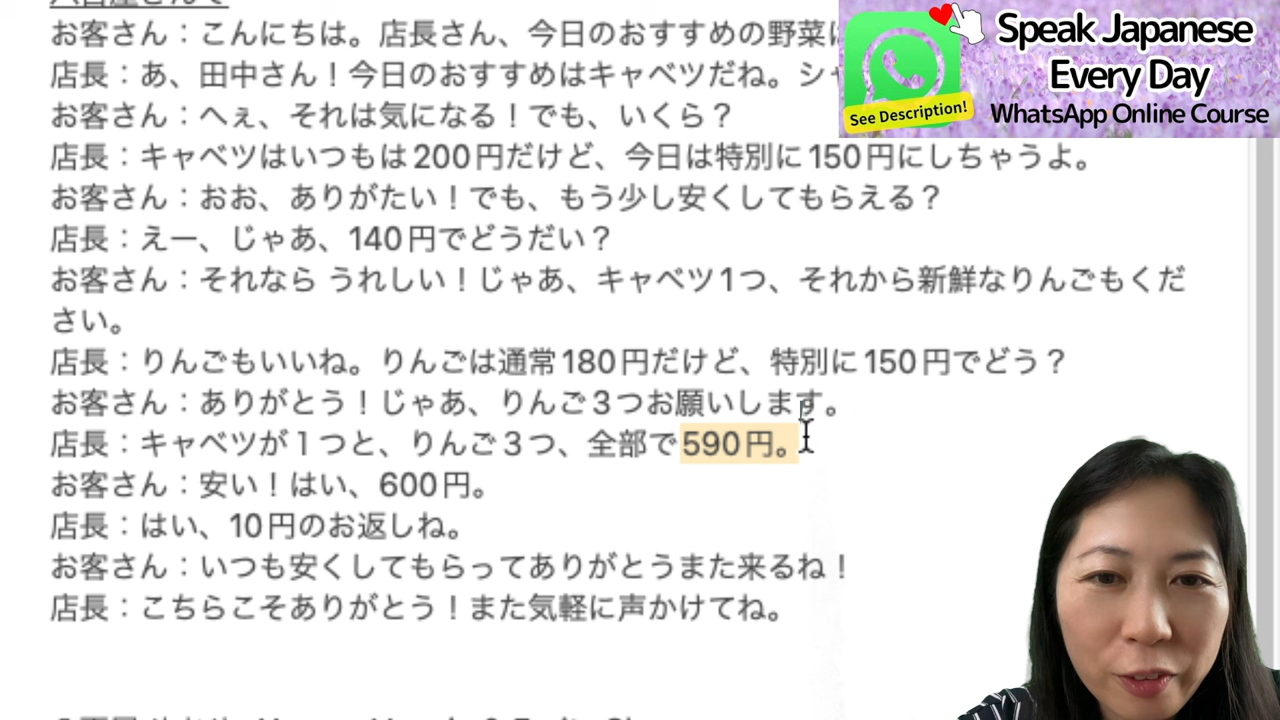 お客さん：こんにちは。店長さん、今日のおすすめの野菜
店長：あ、田中さん！今日のおすすめはキャベツだね。シ
お客さん：へぇ、それは気になる！でも、いくら？
店長：キャベツはいつもは200円だけど、今日は特別に150円にしちゃうよ。
お客さん：おお、ありがたい！でも、もう少し安くしてもらえる？
店長：えー、じゃあ、140円でどうだい？
お客さん：それなら うれしい！じゃあ、キャベツ1つ、それから新鮮なりんごもくだ
さい。
店長：りんごもいいね。りんごは通常180円だけど、特別に150円でどう？
お客さん：ありがとう！じゃあ、りんご3つお願いします。
店長：キャベツが1つと、りんご3つ、全部で590円。
お客さん：安い！はい、600円。
店長：はい、10円のお返しね。
お客さん：いつも安くしてもらってありがとうまた来るね！
店長：こちらこそありがとう！また気軽に声かけてね。
Speak Japanese
Every Day
WhatsApp Online Course
See Description!